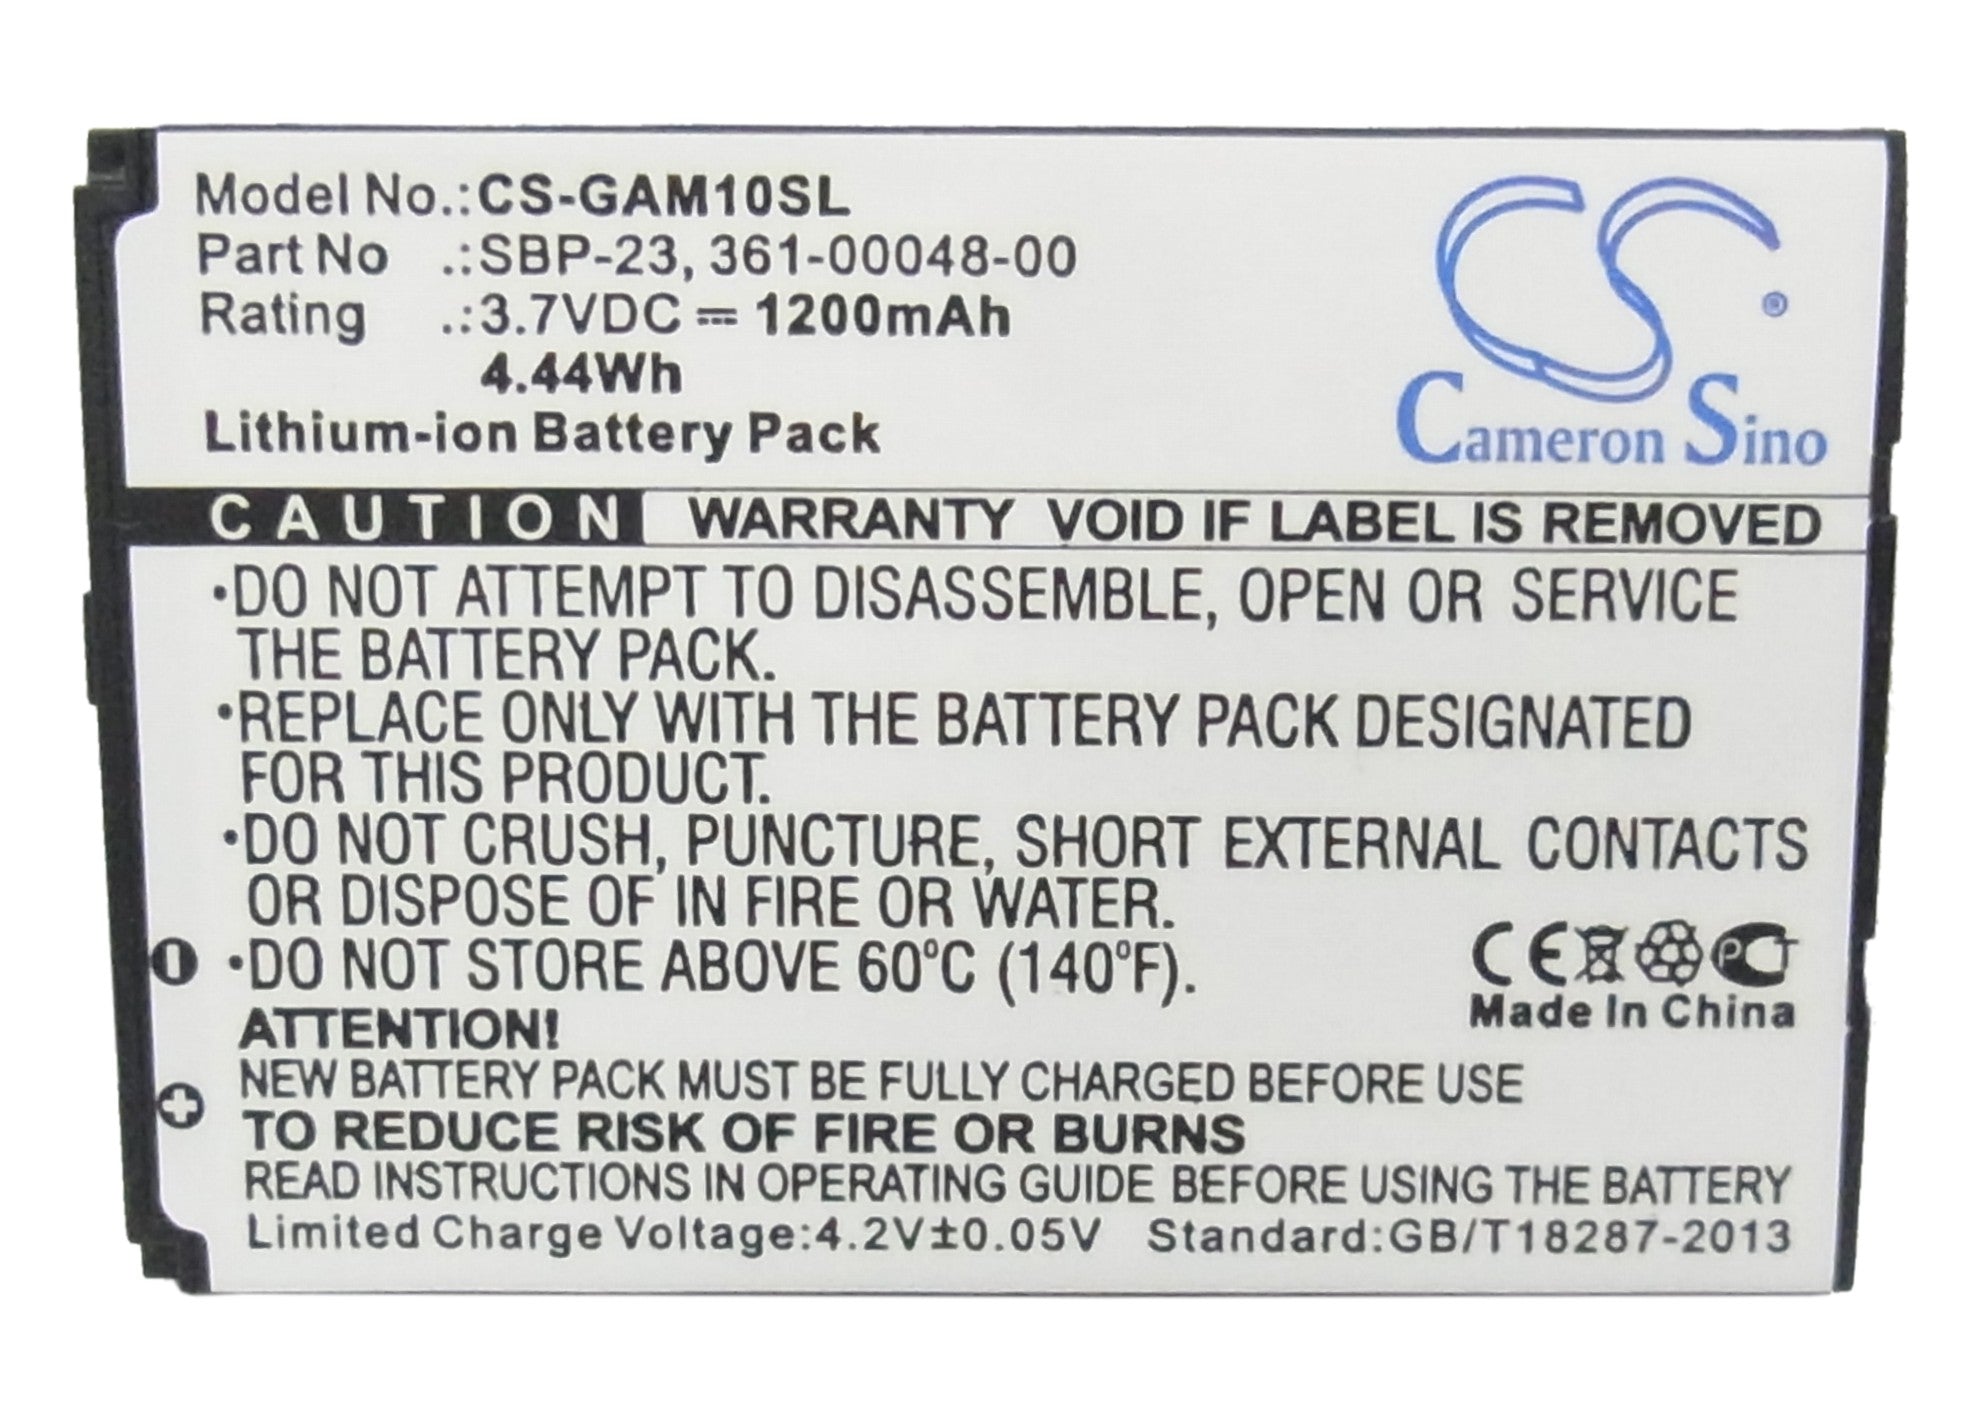 Model No.:CS-GAM10SL
Part No .:SBP-23, 361-00048-00
Rating .:3.7VDC ⎓ 1200mAh
4.44Wh
Lithium-ion Battery Pack
CS ®
Cameron Sino
CAUTION WARRANTY VOID IF LABEL IS REMOVED
•DO NOT ATTEMPT TO DISASSEMBLE, OPEN OR SERVICE
THE BATTERY PACK.
•REPLACE ONLY WITH THE BATTERY PACK DESIGNATED
FOR THIS PRODUCT.
•DO NOT CRUSH, PUNCTURE, SHORT EXTERNAL CONTACTS
OR DISPOSE OF IN FIRE OR WATER.
•DO NOT STORE ABOVE 60°C (140°F).
CE PCT
Made In China
ATTENTION!
NEW BATTERY PACK MUST BE FULLY CHARGED BEFORE USE
TO REDUCE RISK OF FIRE OR BURNS
READ INSTRUCTIONS IN OPERATING GUIDE BEFORE USING THE BATTERY
Limited Charge Voltage:4.2V±0.05V Standard:GB/T18287-2013